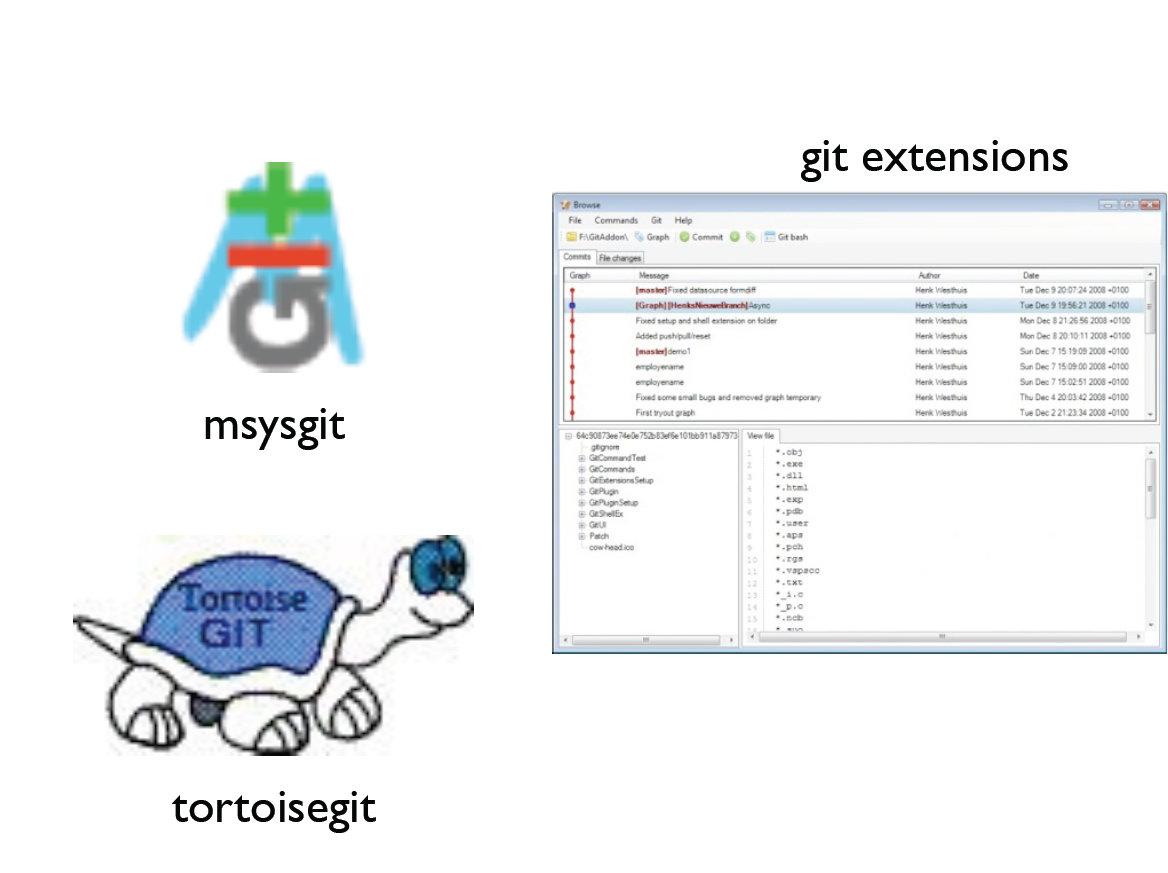 git extensions
msysgit
Tortoise
GIT
tortoisegit
Browse
File Commands Git Help
F:\GitAddon\ Graph Commit Git bash
Commits File changes
Graph Message Author Date
[master]Fixed datasource formdiff Henk Westhuis Tue Dec 9 20:07:24 2008 +0100
[Graph][HenksNieuweBranch]Async Henk Westhuis Tue Dec 9 19:56:21 2008 +0100
Fixed setup and shell extension on folder Henk Westhuis Mon Dec 8 21:26:56 2008 +0100
Added push/pull/reset Henk Westhuis Mon Dec 8 20:10:11 2008 +0100
[master]demo1 Henk Westhuis Sun Dec 7 15:19:09 2008 +0100
employename Henk Westhuis Sun Dec 7 15:09:00 2008 +0100
employename Henk Westhuis Sun Dec 7 15:02:51 2008 +0100
Fixed some small bugs and removed graph temporary Henk Westhuis Thu Dec 4 20:03:42 2008 +0100
First tryout graph Henk Westhuis Tue Dec 2 21:23:34 2008 +0100
.gitignore
GitCommandTest
GitCommands
GitExtensionsSetup
GitPlugin
GitPluginSetup
GitShellEx
GitUI
Patch
cow-head.ico
View file
1 *.obj
2 *.exe
3 *.dll
4 *.html
5 *.exp
6 *.pdb
7 *.user
8 *.aps
9 *.pch
10 *.rgs
11 *.vspscc
12 *.txt
13 *_i.c
14 *_p.c
15 *.ncb